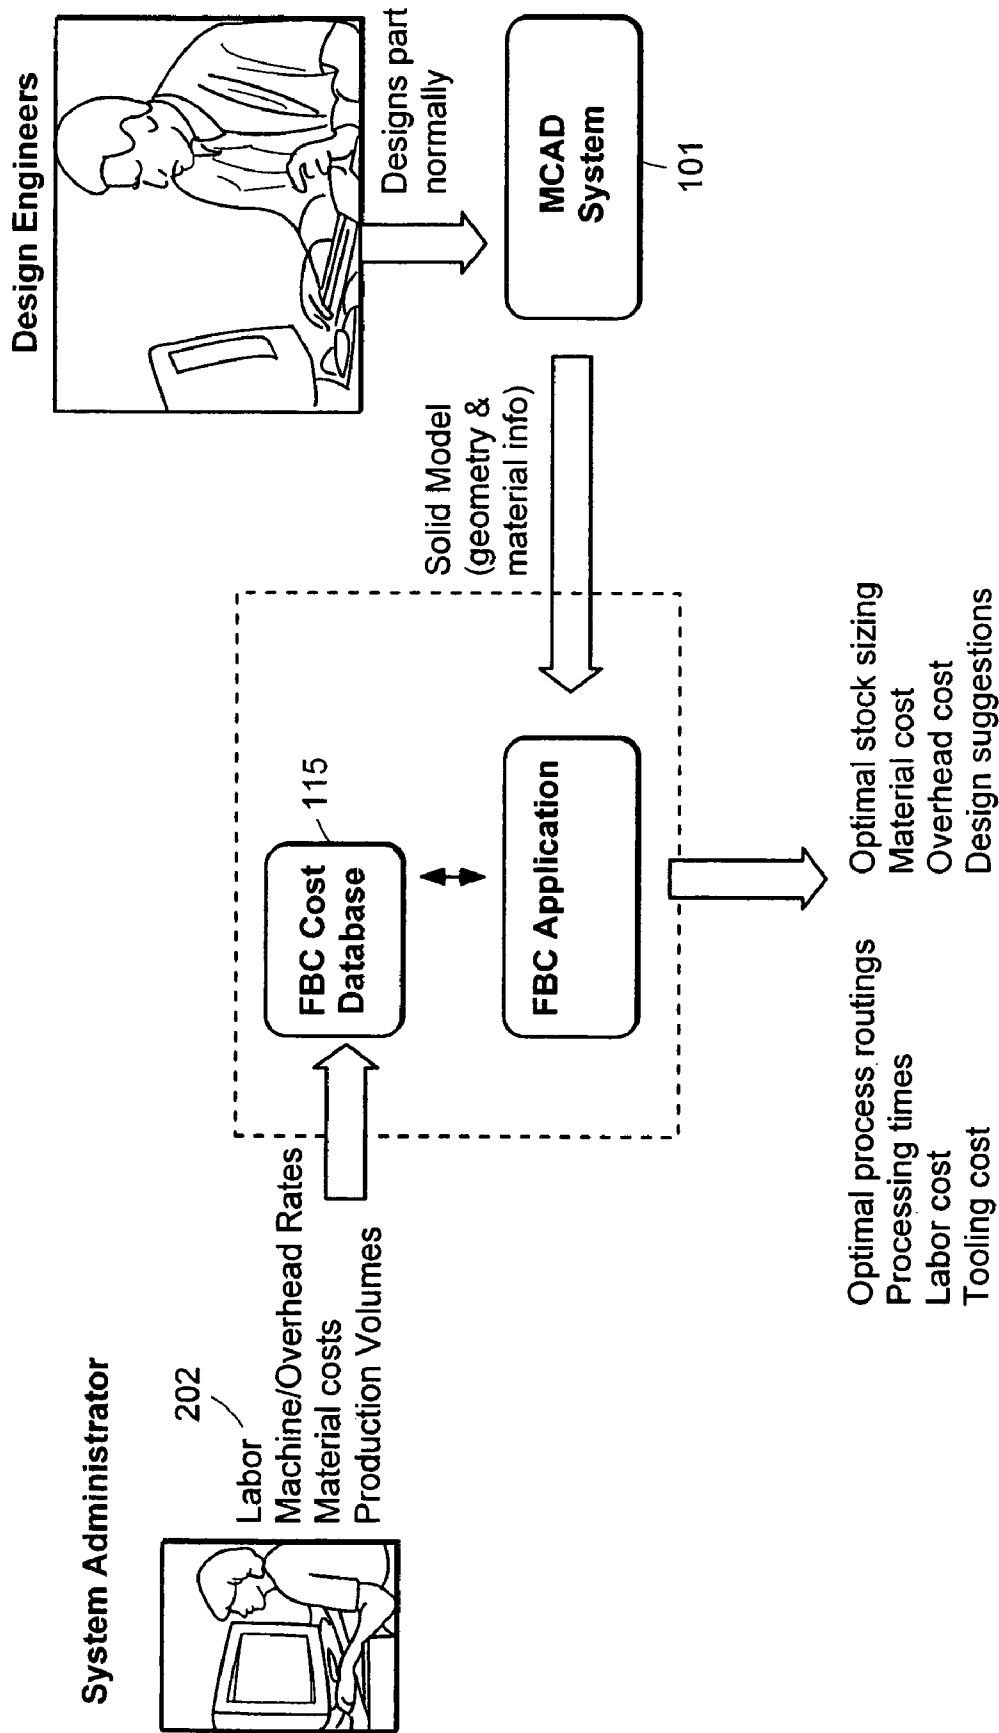 System Administrator
202
Labor
Machine/Overhead Rates
Material costs
Production Volumes
FBC Cost
Database
115
FBC Application
Solid Model
(geometry &
material info)
Design Engineers
Designs part
normally
MCAD
System
101
Optimal process routings
Processing times
Labor cost
Tooling cost
Optimal stock sizing
Material cost
Overhead cost
Design suggestions